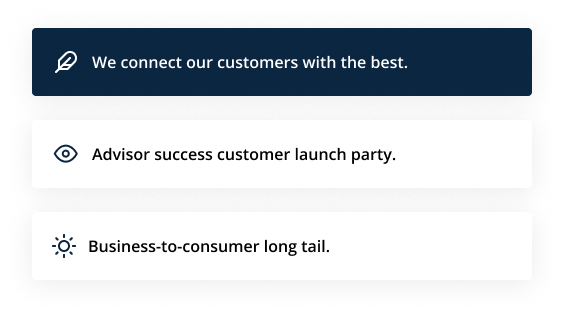 We connect our customers with the best.
Advisor success customer launch party.
Business-to-consumer long tail.